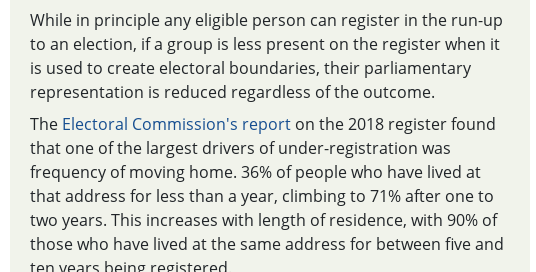 While in principle any eligible person can register in the run-up
to an election, if a group is less present on the register when it
is used to create electoral boundaries, their parliamentary
representation is reduced regardless of the outcome.
The Electoral Commission's report on the 2018 register found
that one of the largest drivers of under-registration was
frequency of moving home. 36% of people who have lived at
that address for less than a year, climbing to 71% after one to
two years. This increases with length of residence, with 90% of
those who have lived at the same address for between five and
ten years being registered